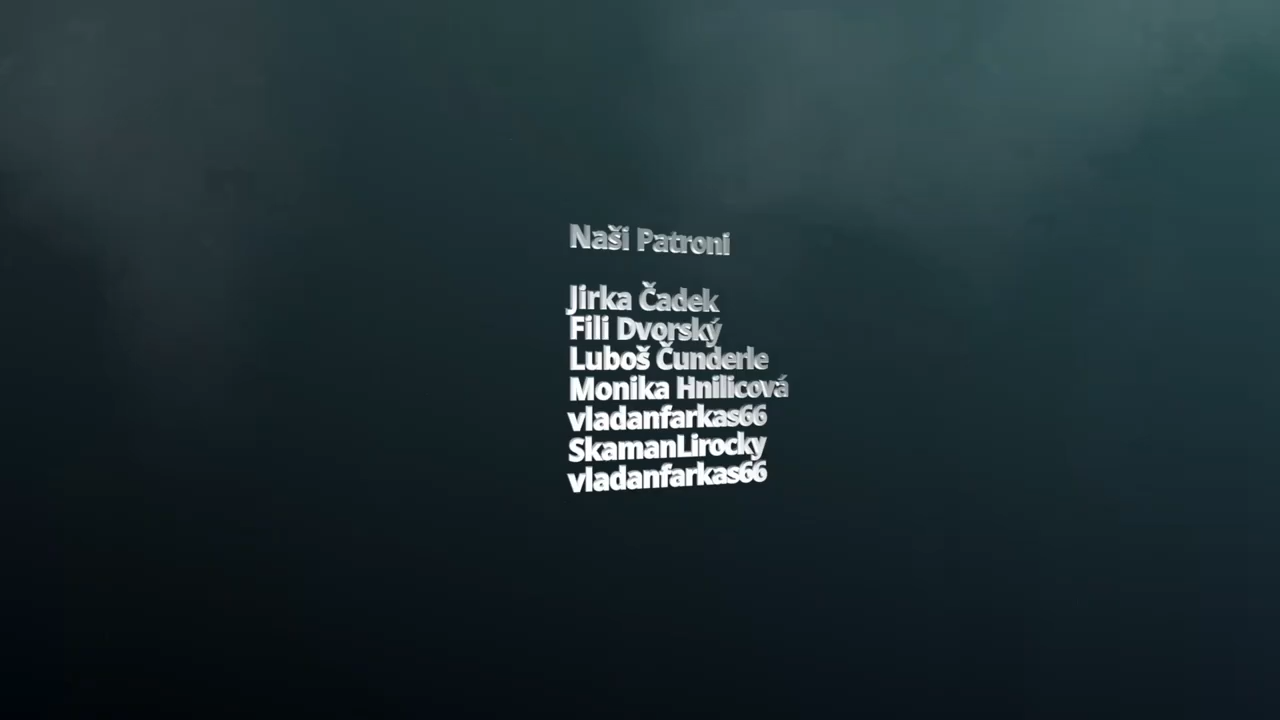 Naši Patroni
Jirka Čadek
Fili Dvorský
Luboš Čunderle
Monika Hnilicová
vladanfarkas66
SkamanLirocky
vladanfarkas66